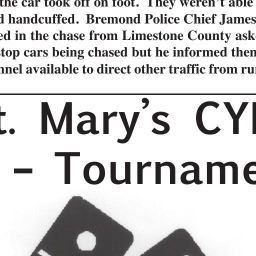 the car took off on foot. They weren't able
d handcuffed. Bremond Police Chief James
ed in the chase from Limestone County ask
stop cars being chased but he informed then
nnel available to direct other traffic from ru
t. Mary's CY
- Tourname